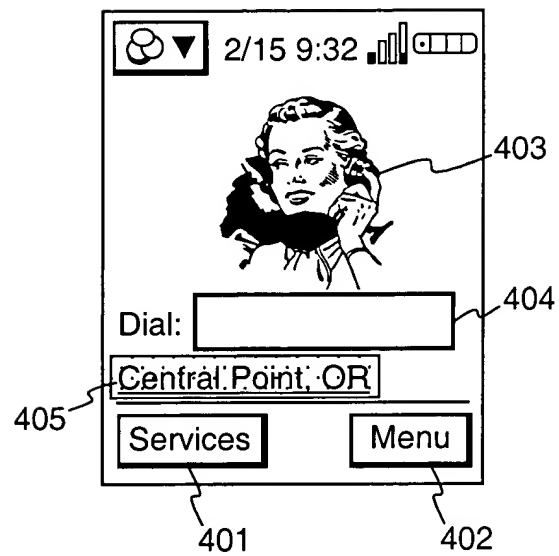 2/15 9:32
403
Dial:
404
Central Point, OR
405
Services
Menu
401
402